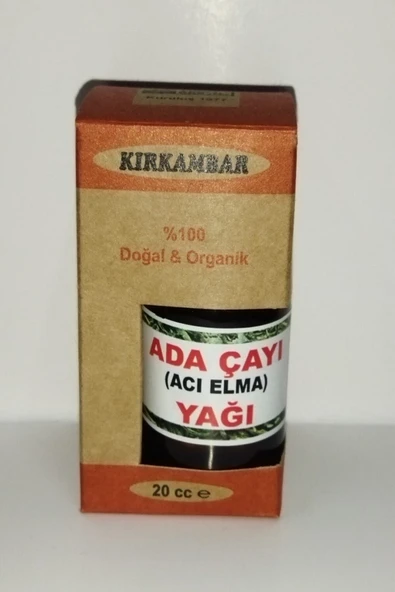 KIRKAMBAR
%100
Doğal & Organik
ADA ÇAYI
(ACI ELMA)
YAĞI
20 cc ℮